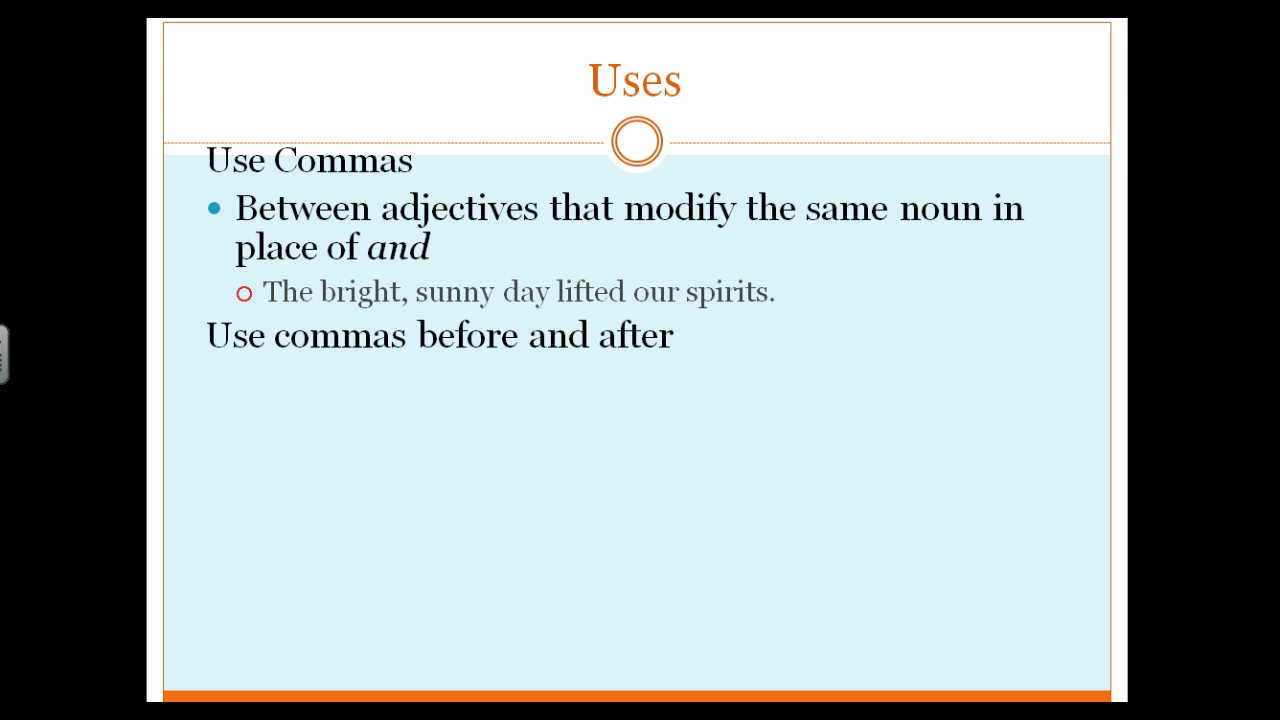 Uses
Use Commas
Between adjectives that modify the same noun in
place of and
The bright, sunny day lifted our spirits.
Use commas before and after